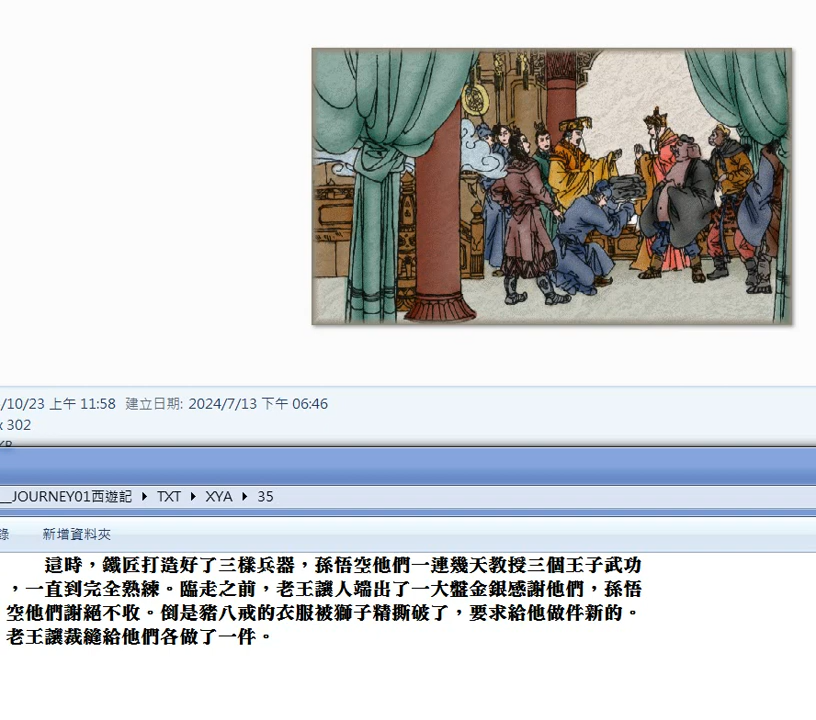 /10/23 上午 11:58 建立日期: 2024/7/13 下午 06:46
x 302
__JOURNEY01西遊記 ▸ TXT ▸ XYA ▸ 35
錄 新增資料夾
這時，鐵匠打造好了三樣兵器，孫悟空他們一連幾天教授三個王子武功
，一直到完全熟練。臨走之前，老王讓人端出了一大盤金銀感謝他們，孫悟
空他們謝絕不收。倒是豬八戒的衣服被獅子精撕破了，要求給他做件新的。
老王讓裁縫給他們各做了一件。